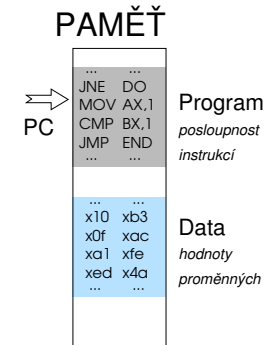 PAMĚŤ
... ...
JNE DO
MOV AX,1
CMP BX,1
JMP END
... ...
PC
Program
posloupnost
instrukcí
... ...
x10 xb3
x0f xac
xa1 xfe
xed x4a
... ...
Data
hodnoty
proměnných